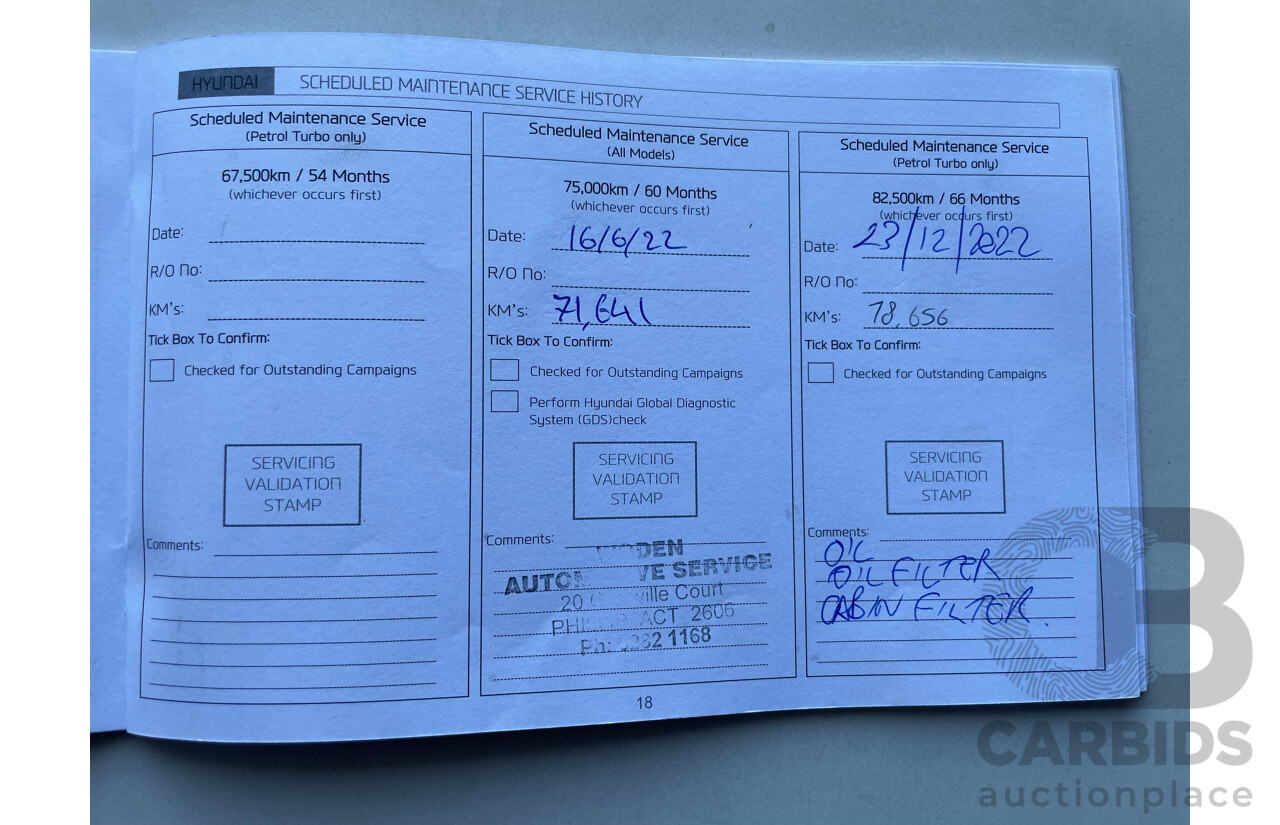 HYUNDAI SCHEDULED MAINTENANCE SERVICE HISTORY
Scheduled Maintenance Service
(Petrol Turbo only)
67,500km / 54 Months
(whichever occurs first)
Date:
R/O No:
KM's:
Tick Box To Confirm:
Checked for Outstanding Campaigns
SERVICING
VALIDATION
STAMP
Comments:
Scheduled Maintenance Service
(All Models)
75,000km / 60 Months
(whichever occurs first)
Date: 16/6/22
R/O No:
KM's: 71,641
Tick Box To Confirm:
Checked for Outstanding Campaigns
Perform Hyundai Global Diagnostic
System (GDS)check
SERVICING
VALIDATION
STAMP
Comments:
SERVICE
20 Court
ACT 2606
Ph: 1168
Scheduled Maintenance Service
(Petrol Turbo only)
82,500km / 66 Months
(whichever occurs first)
Date: 23/12/2022
R/O No:
KM's: 78,656
Tick Box To Confirm:
Checked for Outstanding Campaigns
SERVICING
VALIDATION
STAMP
Comments:
OIL
OIL FILTER
CABIN FILTER.
18
CARBIDS
auctionplace